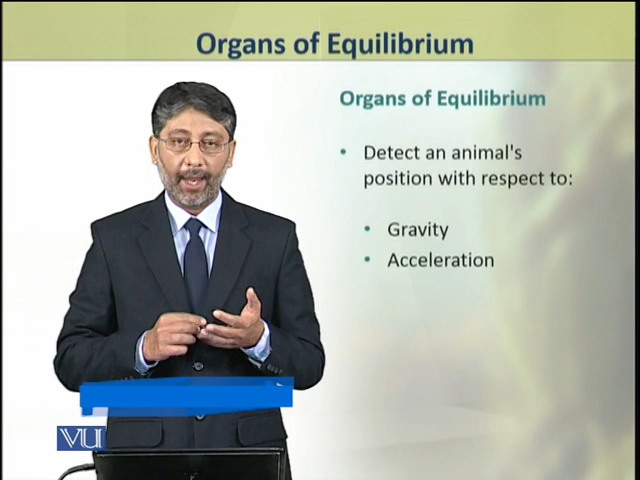 Organs of Equilibrium
Organs of Equilibrium
• Detect an animal's
position with respect to:
• Gravity
• Acceleration
VU